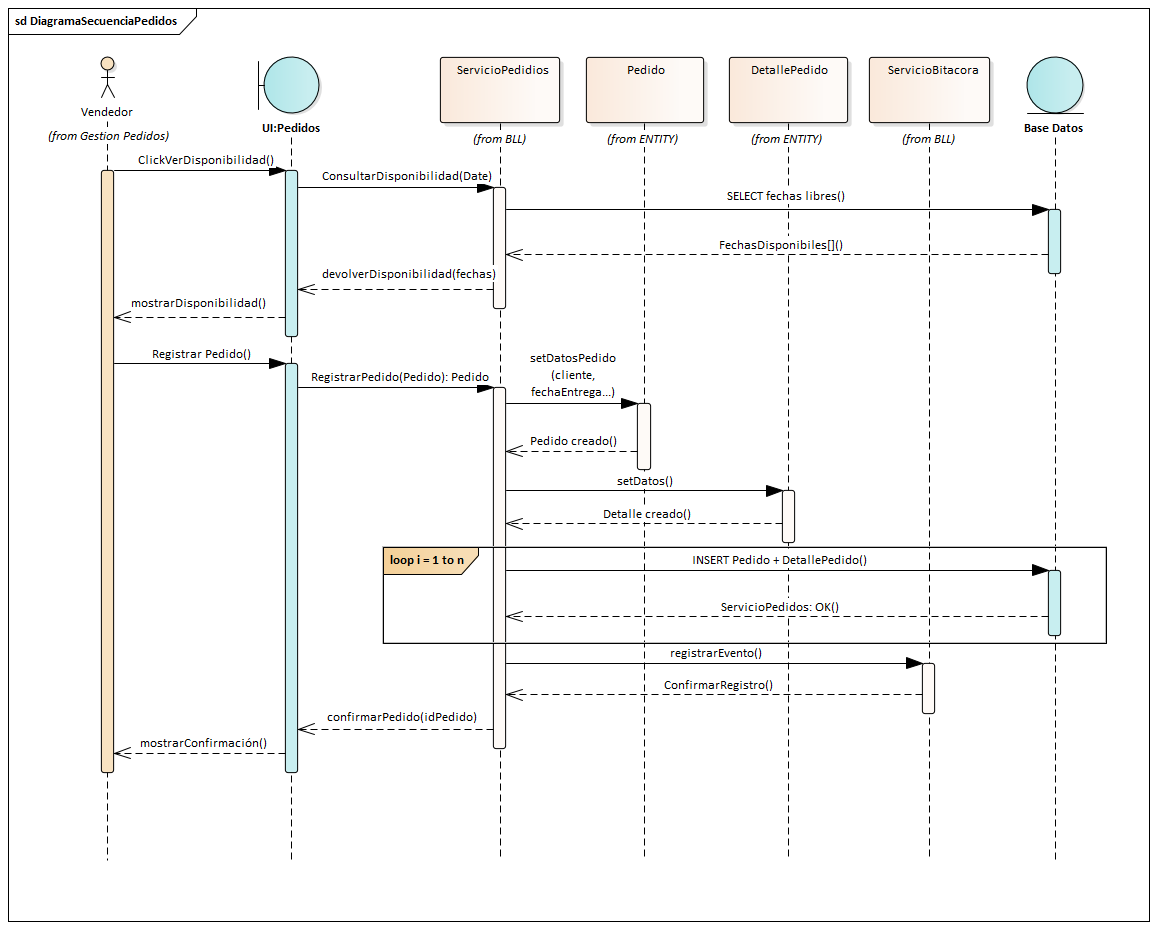 sd DiagramaSecuenciaPedidos
Vendedor
(from Gestion Pedidos)
UI:Pedidos
ServicioPedidios
(from BLL)
Pedido
(from ENTITY)
DetallePedido
(from ENTITY)
ServicioBitacora
(from BLL)
Base Datos
ClickVerDisponibilidad()
ConsultarDisponibilidad(Date)
SELECT fechas libres()
FechasDisponibiles[]()
devolverDisponibilidad(fechas)
mostrarDisponibilidad()
Registrar Pedido()
RegistrarPedido(Pedido): Pedido
setDatosPedido
(cliente,
fechaEntrega...)
Pedido creado()
setDatos()
Detalle creado()
loop i = 1 to n
INSERT Pedido + DetallePedido()
ServicioPedidos: OK()
registrarEvento()
ConfirmarRegistro()
confirmarPedido(idPedido)
mostrarConfirmación()